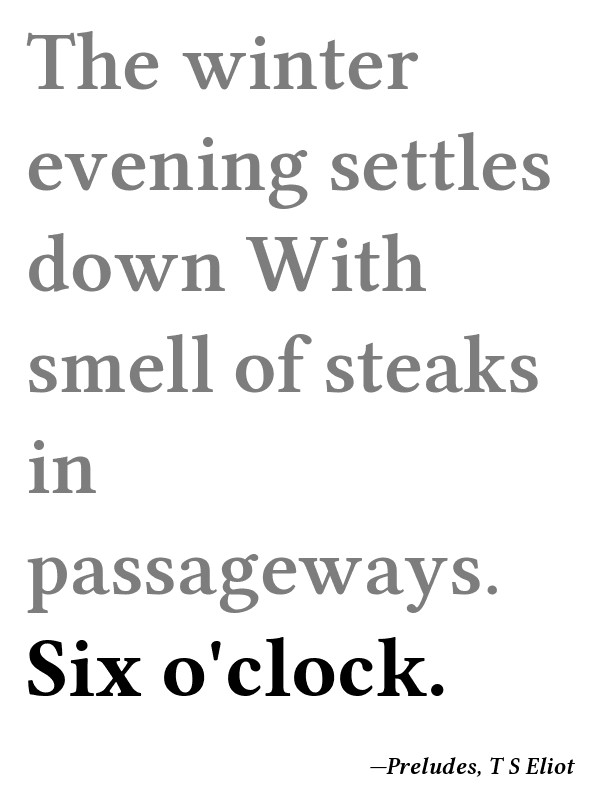 The winter
evening settles
down With
smell of steaks
in
passageways.
Six o'clock.
—Preludes, T S Eliot